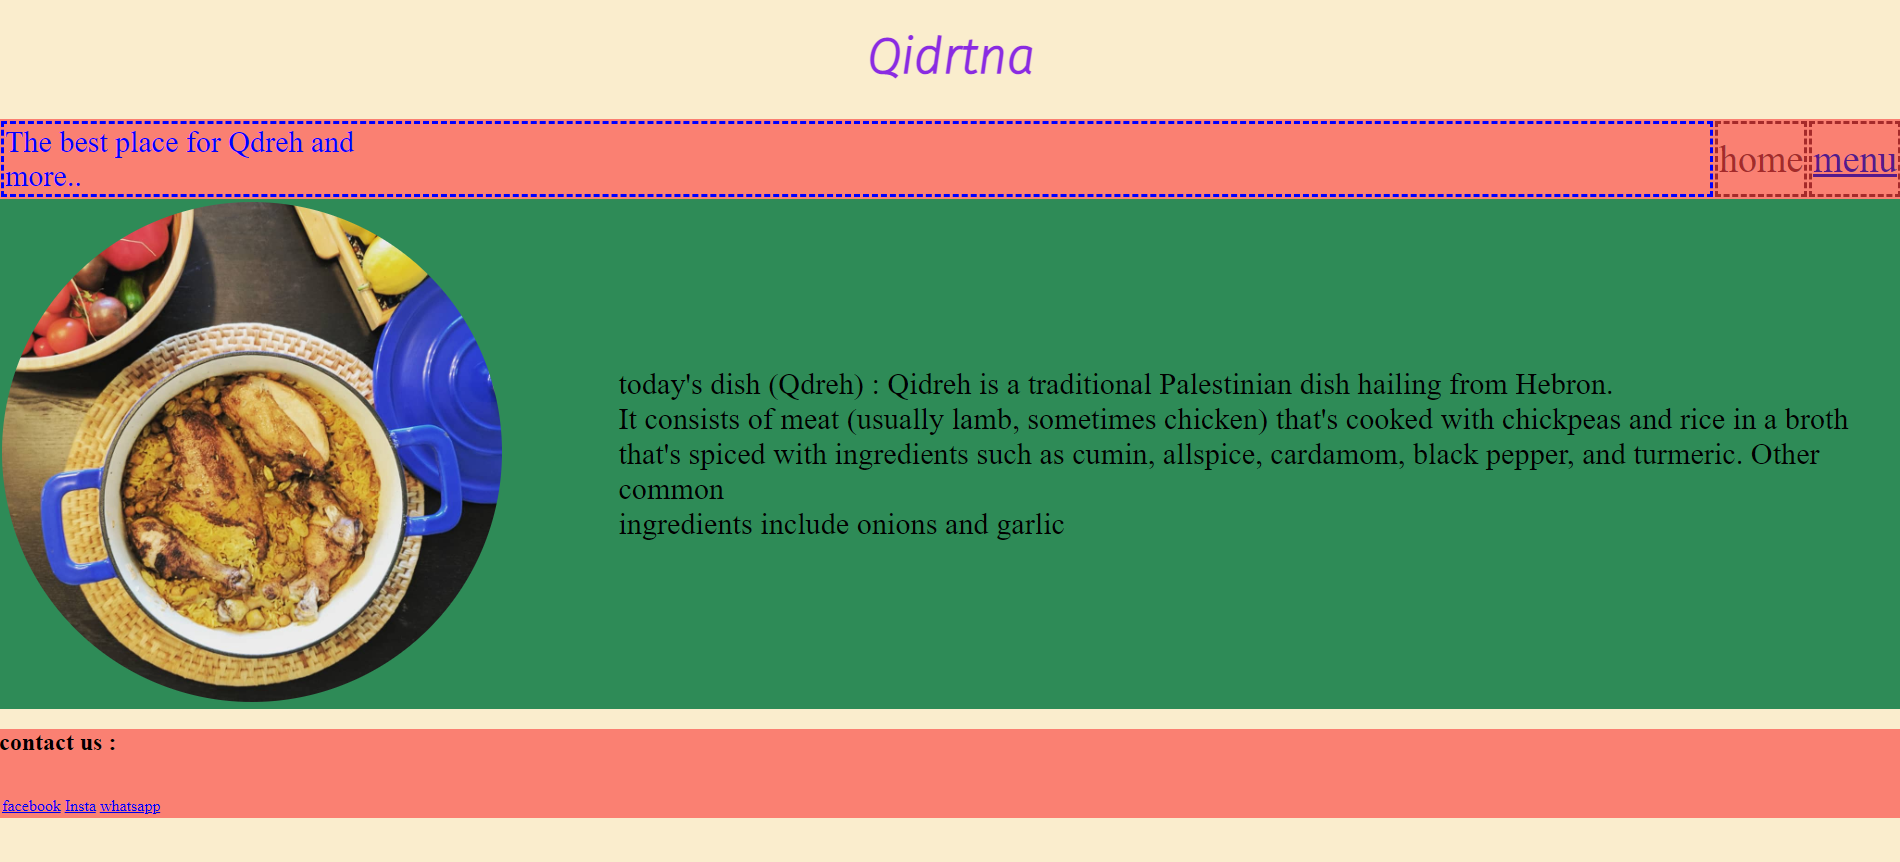 Qidrtna
The best place for Qdreh and
more..
home
menu
today's dish (Qdreh) : Qidreh is a traditional Palestinian dish hailing from Hebron.
It consists of meat (usually lamb, sometimes chicken) that's cooked with chickpeas and rice in a broth
that's spiced with ingredients such as cumin, allspice, cardamom, black pepper, and turmeric. Other
common
ingredients include onions and garlic
contact us :
facebook Insta whatsapp